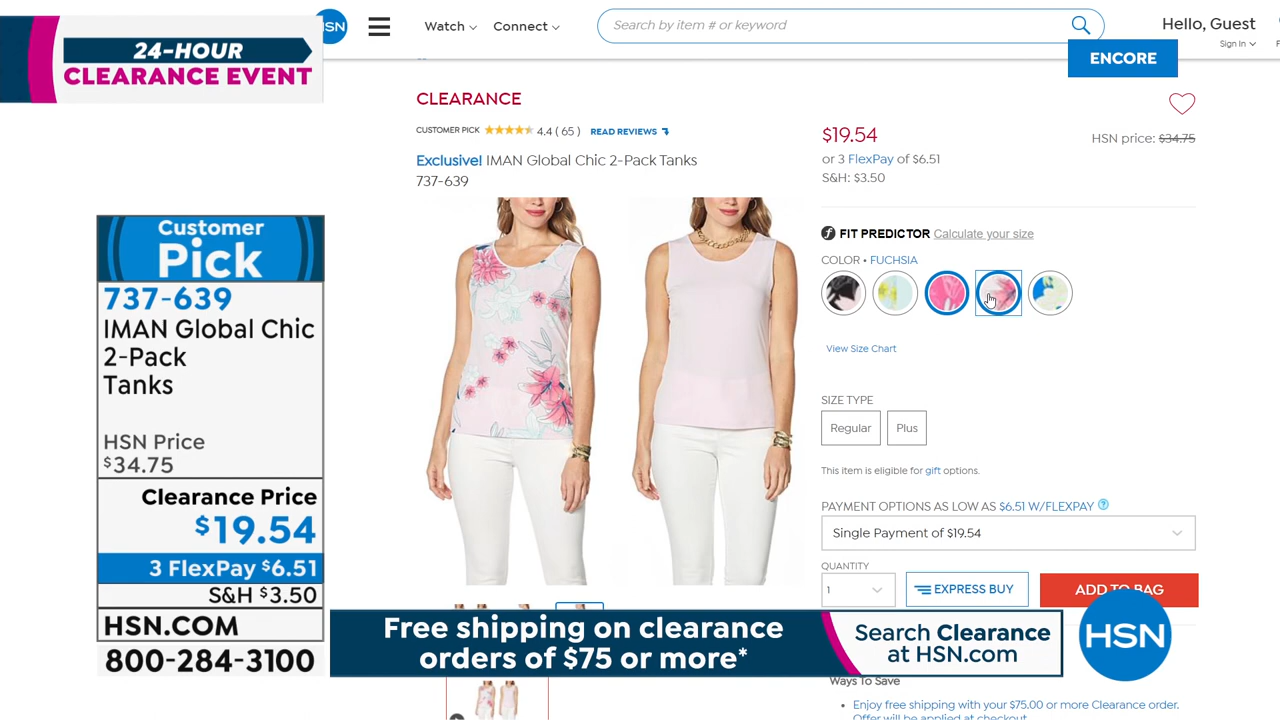 24-HOUR
CLEARANCE EVENT
HSN
Watch
Connect
Search by item # or keyword
Hello, Guest
Sign In
ENCORE
CLEARANCE
CUSTOMER PICK 4.4 ( 65 ) READ REVIEWS
Exclusive! IMAN Global Chic 2-Pack Tanks
737-639
$19.54
HSN price: $34.75
or 3 FlexPay of $6.51
S&H: $3.50
FIT PREDICTOR Calculate your size
COLOR • FUCHSIA
View Size Chart
SIZE TYPE
Regular
Plus
This item is eligible for gift options.
PAYMENT OPTIONS AS LOW AS $6.51 W/FLEXPAY ?
Single Payment of $19.54
QUANTITY
1
EXPRESS BUY
ADD TO BAG
Customer
Pick
737-639
IMAN Global Chic
2-Pack
Tanks
HSN Price
$34.75
Clearance Price
$19.54
3 FlexPay $6.51
S&H $3.50
HSN.COM
800-284-3100
Free shipping on clearance
orders of $75 or more*
Search Clearance
at HSN.com
HSN
Ways To Save
• Enjoy free shipping with your $75.00 or more Clearance order.
Offer will be applied at checkout